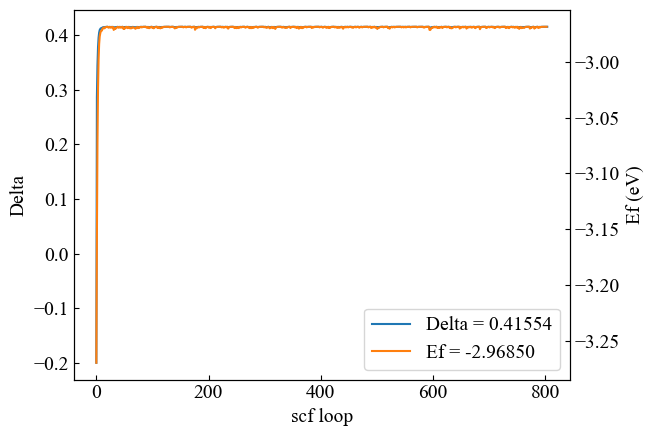 0.4
0.3
0.2
0.1
0.0
−0.1
−0.2
Delta
−3.00
−3.05
−3.10
−3.15
−3.20
−3.25
Ef (eV)
Delta = 0.41554
Ef = -2.96850
0 200 400 600 800
scf loop